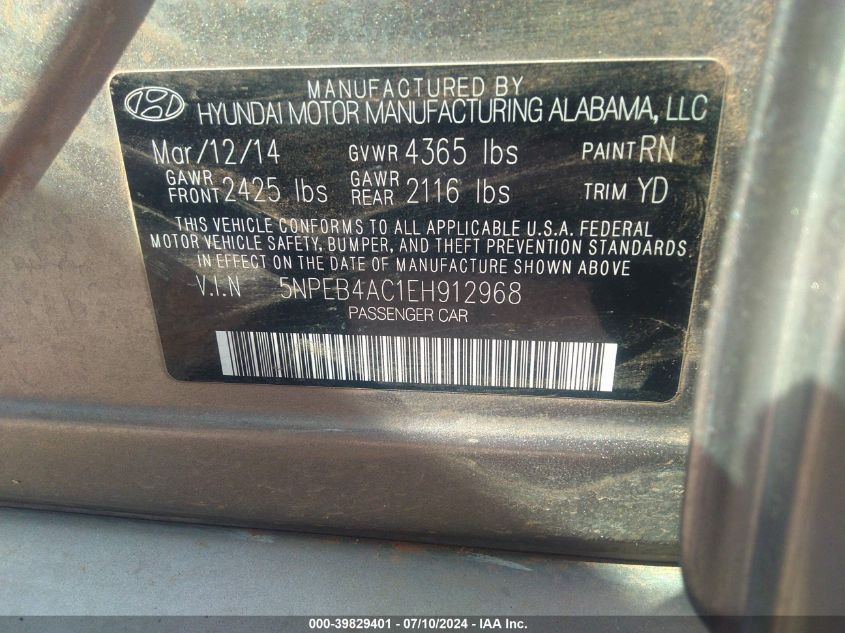 MANUFACTURED BY
HYUNDAI MOTOR MANUFACTURING ALABAMA, LLC
Mar/12/14 GVWR 4365 lbs PAINT RN
GAWR FRONT 2425 lbs GAWR REAR 2116 lbs TRIM YD
THIS VEHICLE CONFORMS TO ALL APPLICABLE U.S.A. FEDERAL
MOTOR VEHICLE SAFETY, BUMPER, AND THEFT PREVENTION STANDARDS
IN EFFECT ON THE DATE OF MANUFACTURE SHOWN ABOVE
V.I.N 5NPEB4AC1EH912968
PASSENGER CAR
000-39829401 - 07/10/2024 - IAA Inc.